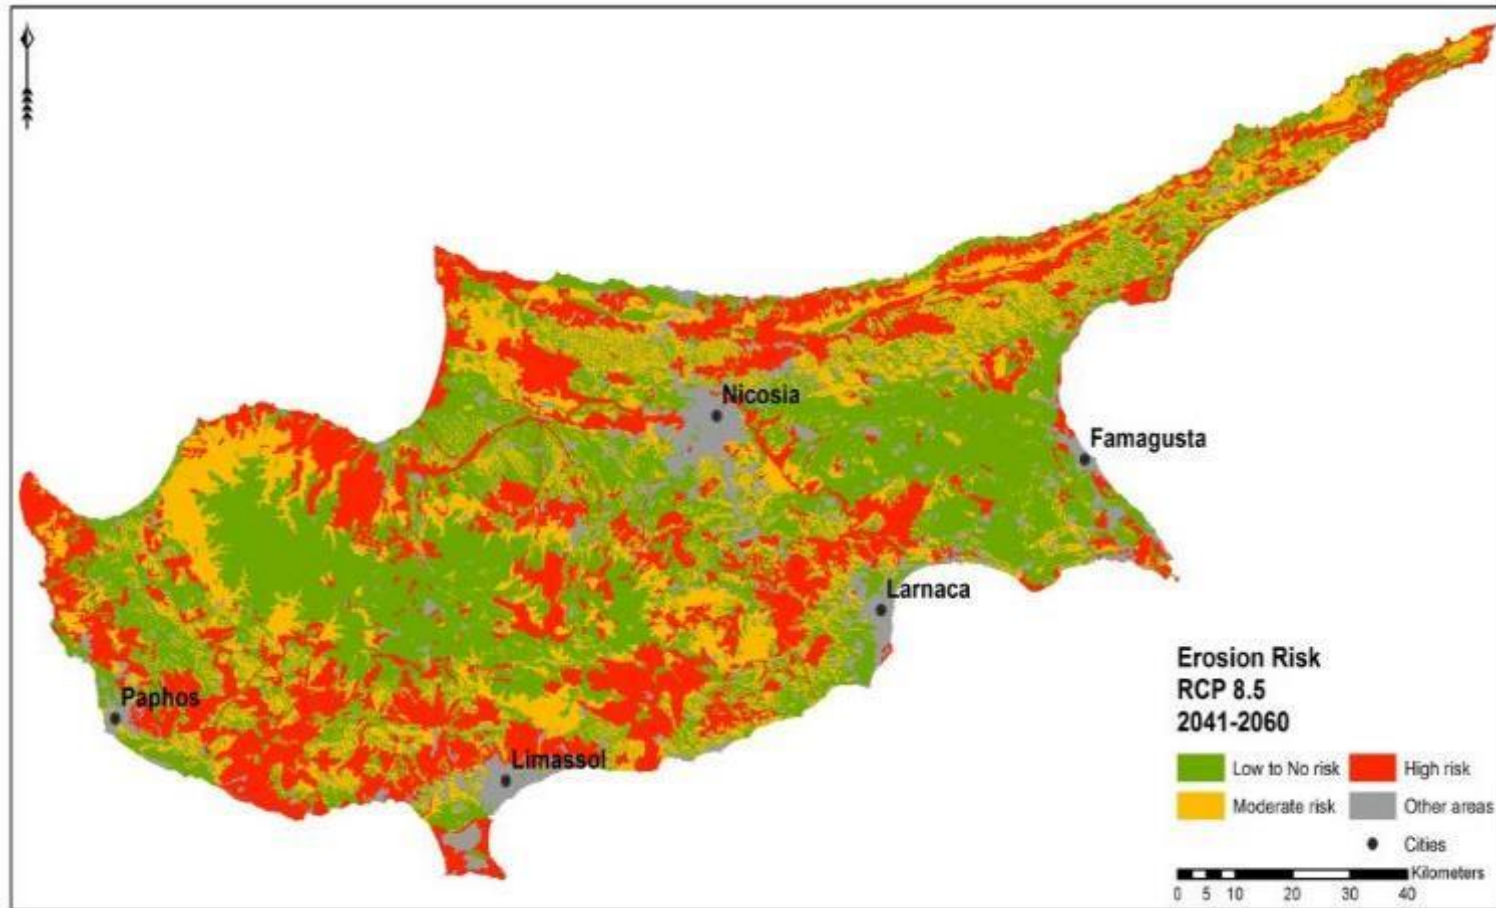 Nicosia
Famagusta
Larnaca
Paphos
Limassol
Erosion Risk
RCP 8.5
2041-2060
Low to No risk
High risk
Moderate risk
Other areas
Cities
Kilometers
0 5 10 20 30 40